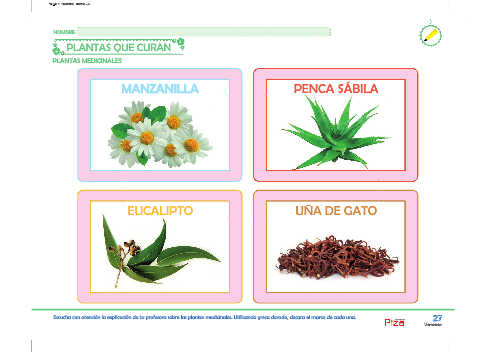 NOMBRE
PLANTAS QUE CURAN
PLANTAS MEDICINALES
MANZANILLA
PENCA SÁBILA
EUCALIPTO
UÑA DE GATO
Escucha con atención la explicación de tu profesora sobre las plantas medicinales. Utilizando greca dorada, decora el marco de cada una.
Piza
27